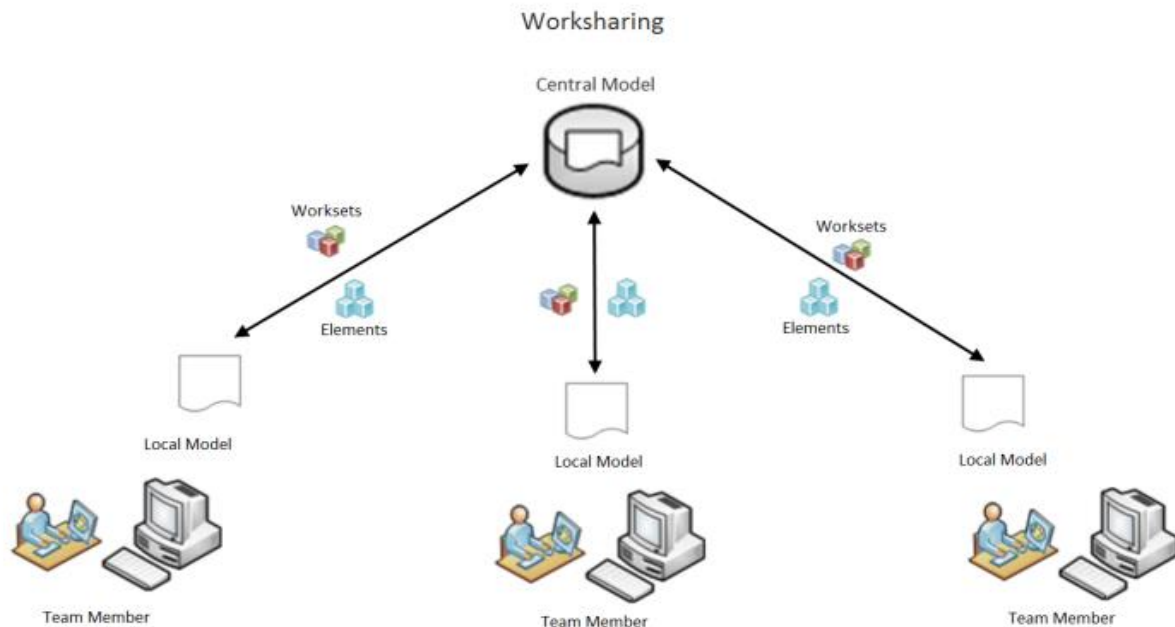 Worksharing
Central Model
Worksets
Worksets
Elements
Elements
Local Model
Local Model
Local Model
Team Member
Team Member
Team Member